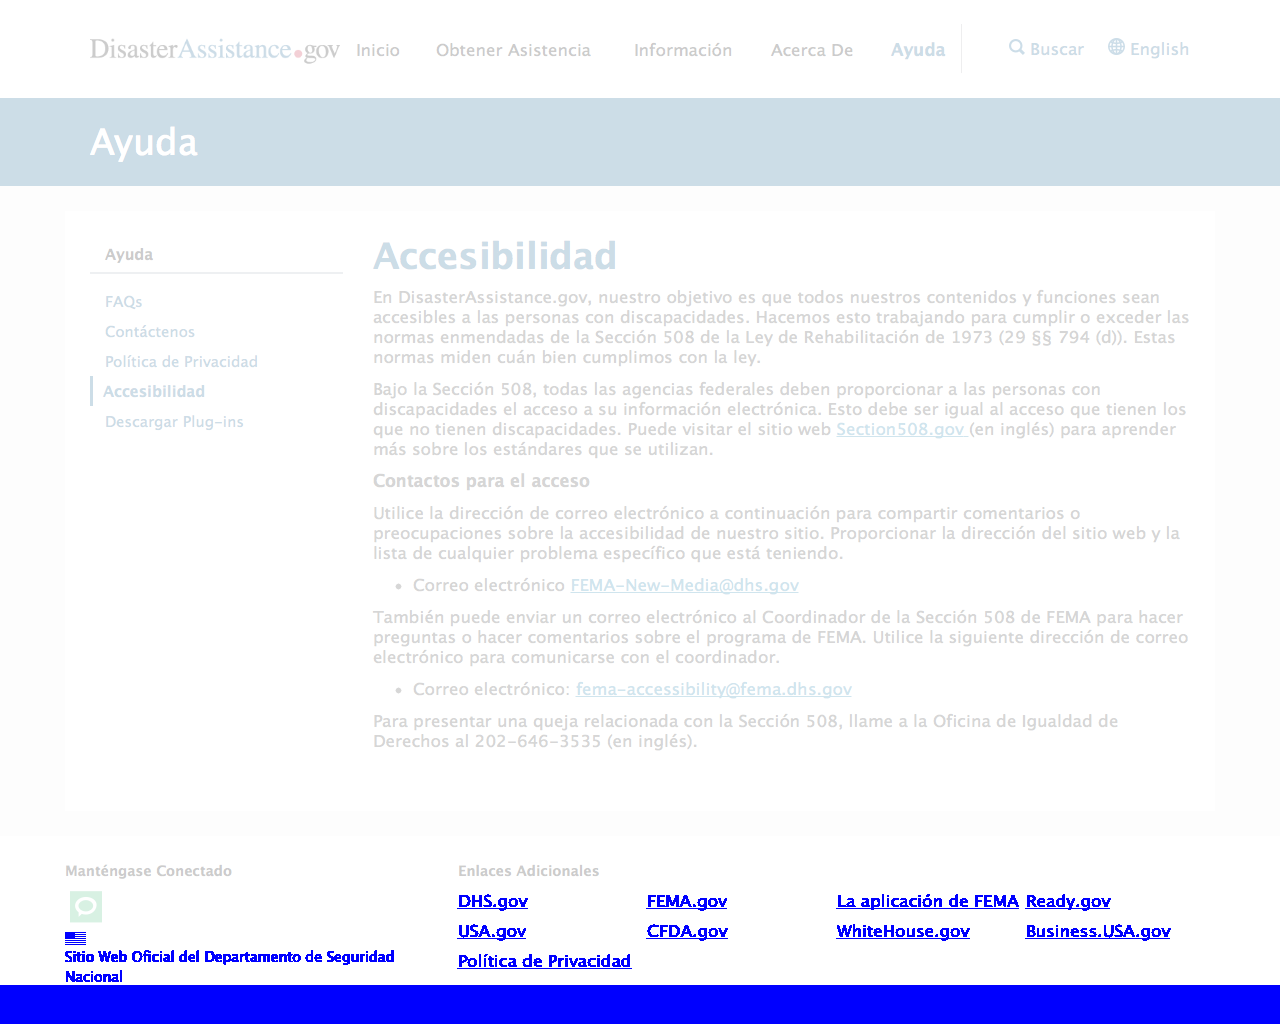 DisasterAssistance.gov Inicio Obtener Asistencia Información Acerca De Ayuda Buscar English
Ayuda
Ayuda
FAQs
Contáctenos
Política de Privacidad
Accesibilidad
Descargar Plug-ins
Accesibilidad
En DisasterAssistance.gov, nuestro objetivo es que todos nuestros contenidos y funciones sean
accesibles a las personas con discapacidades. Hacemos esto trabajando para cumplir o exceder las
normas enmendadas de la Sección 508 de la Ley de Rehabilitación de 1973 (29 §§ 794 (d)). Estas
normas miden cuán bien cumplimos con la ley.
Bajo la Sección 508, todas las agencias federales deben proporcionar a las personas con
discapacidades el acceso a su información electrónica. Esto debe ser igual al acceso que tienen los
que no tienen discapacidades. Puede visitar el sitio web Section508.gov (en inglés) para aprender
más sobre los estándares que se utilizan.
Contactos para el acceso
Utilice la dirección de correo electrónico a continuación para compartir comentarios o
preocupaciones sobre la accesibilidad de nuestro sitio. Proporcionar la dirección del sitio web y la
lista de cualquier problema específico que está teniendo.
• Correo electrónico FEMA-New-Media@dhs.gov
También puede enviar un correo electrónico al Coordinador de la Sección 508 de FEMA para hacer
preguntas o hacer comentarios sobre el programa de FEMA. Utilice la siguiente dirección de correo
electrónico para comunicarse con el coordinador.
• Correo electrónico: fema-accessibility@fema.dhs.gov
Para presentar una queja relacionada con la Sección 508, llame a la Oficina de Igualdad de
Derechos al 202-646-3535 (en inglés).
Manténgase Conectado
Sitio Web Oficial del Departamento de Seguridad
Nacional
Enlaces Adicionales
DHS.gov FEMA.gov La aplicación de FEMA Ready.gov
USA.gov CFDA.gov WhiteHouse.gov Business.USA.gov
Política de Privacidad